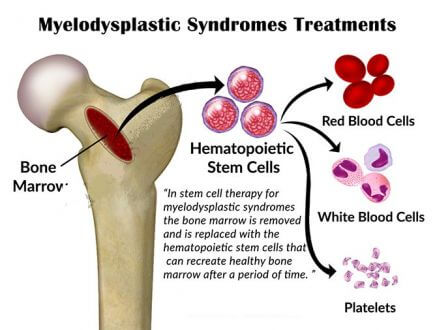 Myelodysplastic Syndromes Treatments
Bone
Marrov
Hematopoietic
Stem Cells
"In stem cell therapy for
myelodysplastic syndromes
the bone marrow is removed
and is replaced with the
hematopoietic stem cells that
can recreate healthy bone
marrow after a period of time. "
Red Blood Cells
White Blood Cells
Platelets